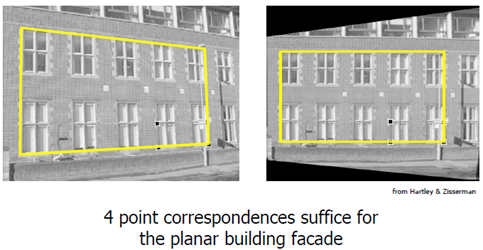 from Hartley & Zisserman
4 point correspondences suffice for
the planar building facade